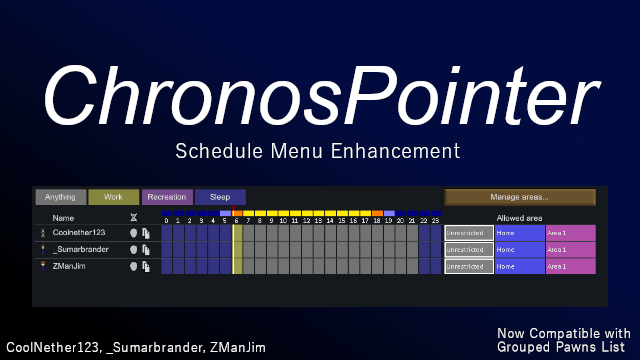 ChronosPointer
Schedule Menu Enhancement
Anything Work Recreation Sleep Manage areas...
Name Allowed area
0 1 2 3 4 5 6 7 8 9 10 11 12 13 14 15 16 17 18 19 20 21 22 23
Coolnether123 Unrestricted Home Area 1
_Sumarbrander Unrestricted Home Area 1
ZManJim Unrestricted Home Area 1
CoolNether123, _Sumarbrander, ZManJim
Now Compatible with
Grouped Pawns List